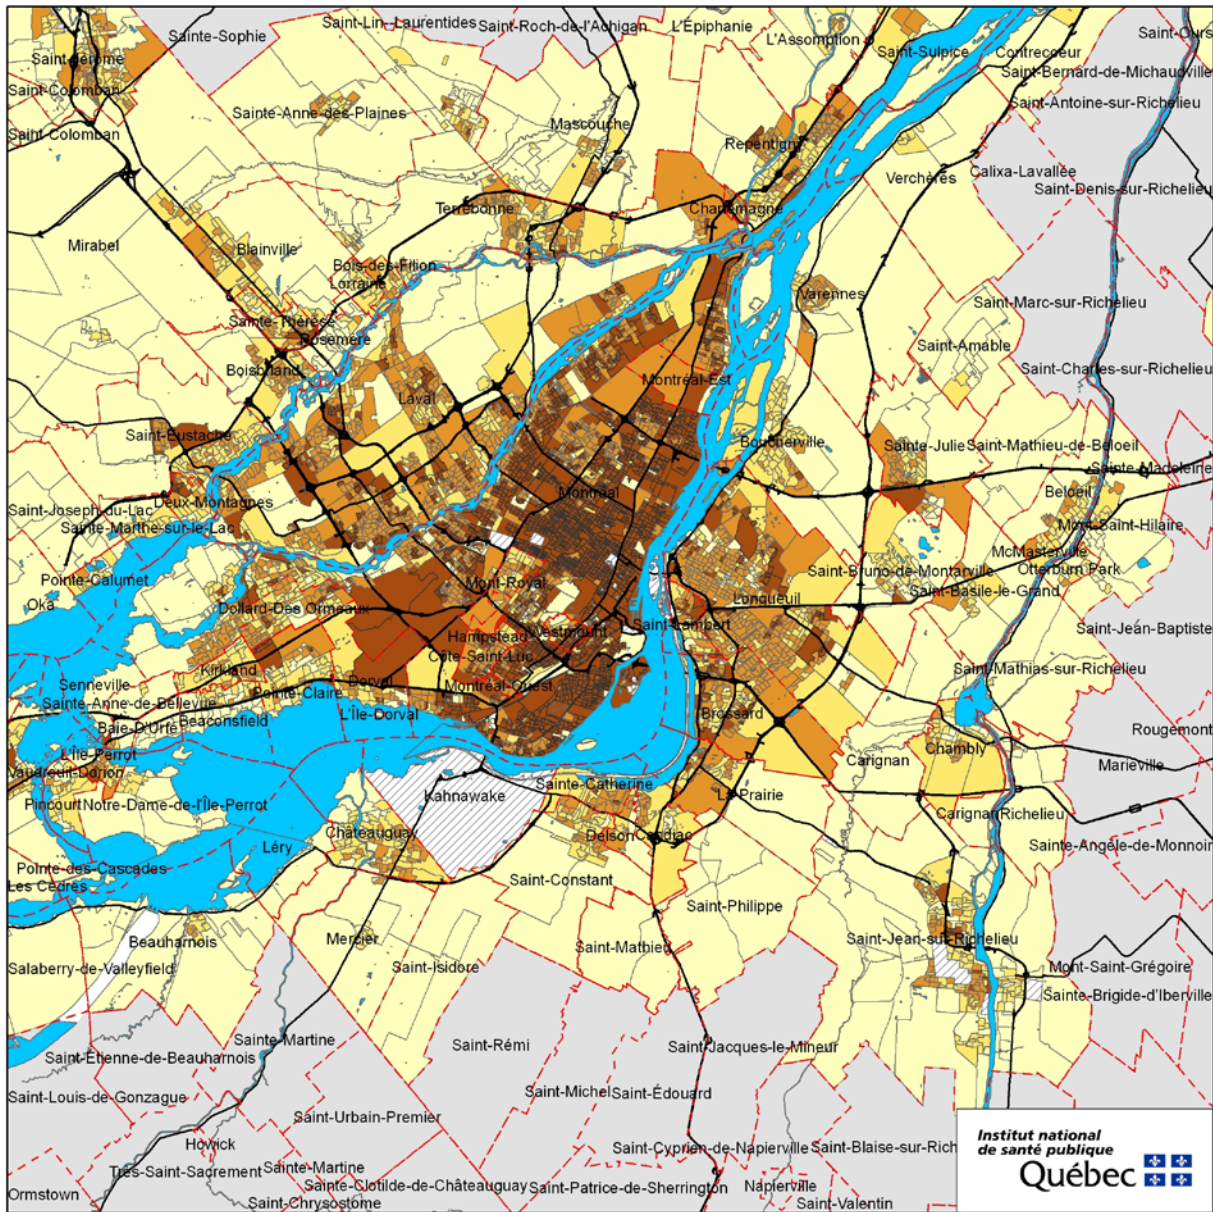 Sainte-Sophie
Saint-Lin--Laurentides
Saint-Roch-de-l'Achigan
L'Épiphanie
L'Assomption
Saint-Sulpice
Contrecoeur
Saint-Ours
Saint-Jérôme
Saint-Colomban
Saint-Bernard-de-Michaudville
Saint-Antoine-sur-Richelieu
Sainte-Anne-des-Plaines
Mascouche
Saint Colomban
Repentigny
Verchères
Calixa-Lavallée
Saint-Denis-sur-Richelieu
Terrebonne
Charlemagne
Mirabel
Blainville
Bois-des-Filion
Lorraine
Varennes
Saint-Marc-sur-Richelieu
Sainte-Thérèse
Rosemère
Saint-Amable
Boisbriand
Montréal-Est
Saint-Charles-sur-Richelieu
Laval
Saint-Eustache
Boucherville
Sainte-Julie
Saint-Mathieu-de-Beloeil
Sainte-Madeleine
Deux-Montagnes
Montréal
Beloeil
Saint-Joseph-du-Lac
Sainte-Marthe-sur-le-Lac
Mont-Saint-Hilaire
McMasterville
Pointe-Calumet
Mont-Royal
Saint-Bruno-de-Montarville
Otterburn Park
Oka
Dollard-Des Ormeaux
Longueuil
Saint-Basile-le-Grand
Hampstead
Westmount
Saint-Lambert
Saint-Jean-Baptiste
Côte-Saint-Luc
Kirkland
Saint-Mathias-sur-Richelieu
Senneville
Dorval
Montréal-Ouest
Sainte-Anne-de-Bellevue
Pointe-Claire
L'Île-Dorval
Brossard
Baie-D'Urfé
Beaconsfield
Rougemont
L'Île-Perrot
Chambly
Carignan
Marieville
Vaudreuil-Dorion
Kahnawake
Sainte-Catherine
La Prairie
Pincourt
Notre-Dame-de-l'Île-Perrot
Carignan
Richelieu
Châteauguay
Delson
Candiac
Léry
Sainte-Angèle-de-Monnoir
Pointe-des-Cascades
Les Cèdres
Saint-Constant
Saint-Philippe
Beauharnois
Mercier
Saint-Mathieu
Saint-Jean-sur-Richelieu
Salaberry-de-Valleyfield
Saint-Isidore
Mont-Saint-Grégoire
Sainte-Brigide-d'Iberville
Sainte-Martine
Saint-Rémi
Saint-Jacques-le-Mineur
Saint-Étienne-de-Beauharnois
Saint-Louis-de-Gonzague
Saint-Michel
Saint-Édouard
Saint-Urbain-Premier
Howick
Saint-Cyprien-de-Napierville
Saint-Blaise-sur-Rich
Très-Saint-Sacrement
Sainte-Martine
Ormstown
Sainte-Clotilde-de-Châteauguay
Saint-Patrice-de-Sherrington
Napierville
Saint-Chrysostome
Saint-Valentin
Institut national
de santé publique
Québec